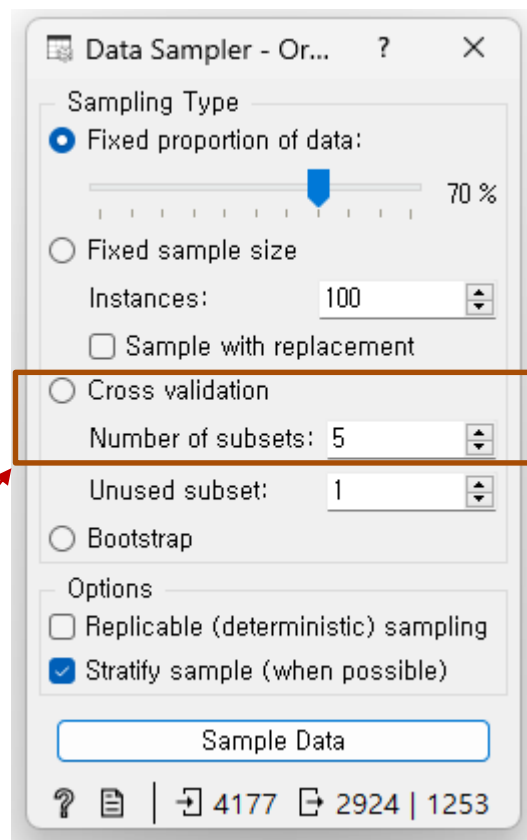 Data Sampler - Or... ? ×
Sampling Type
Fixed proportion of data:
70 %
Fixed sample size
Instances: 100
Sample with replacement
Cross validation
Number of subsets: 5
Unused subset: 1
Bootstrap
Options
Replicable (deterministic) sampling
Stratify sample (when possible)
Sample Data
? | 4177 2924 | 1253